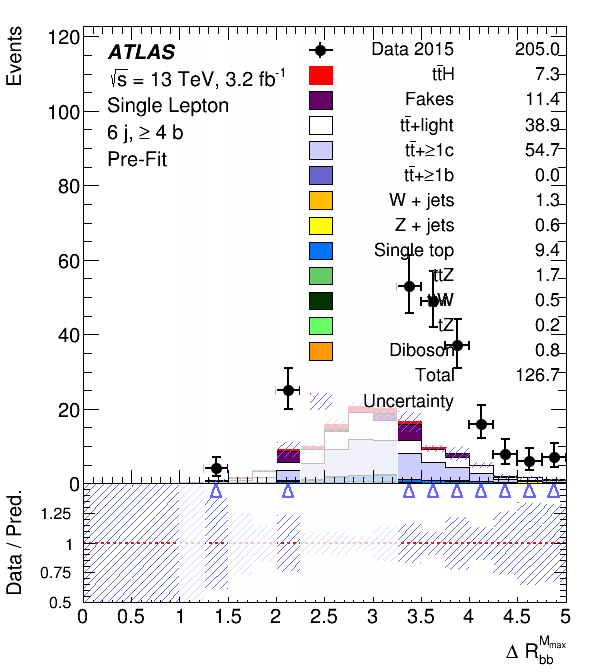 Events
120
100
80
60
40
20
0
ATLAS
√s = 13 TeV, 3.2 fb⁻¹
Single Lepton
6 j, ≥ 4 b
Pre-Fit
Data 2015 205.0
tt̄H 7.3
Fakes 11.4
tt̄+light 38.9
tt̄+≥1c 54.7
tt̄+≥1b 0.0
W + jets 1.3
Z + jets 0.6
Single top 9.4
ttZ 1.7
ttW 0.5
tZ 0.2
Diboson 0.8
Total 126.7
Uncertainty
Data / Pred.
1.25
1
0.75
0.5
0 0.5 1 1.5 2 2.5 3 3.5 4 4.5 5
Δ R_bb^Mmax